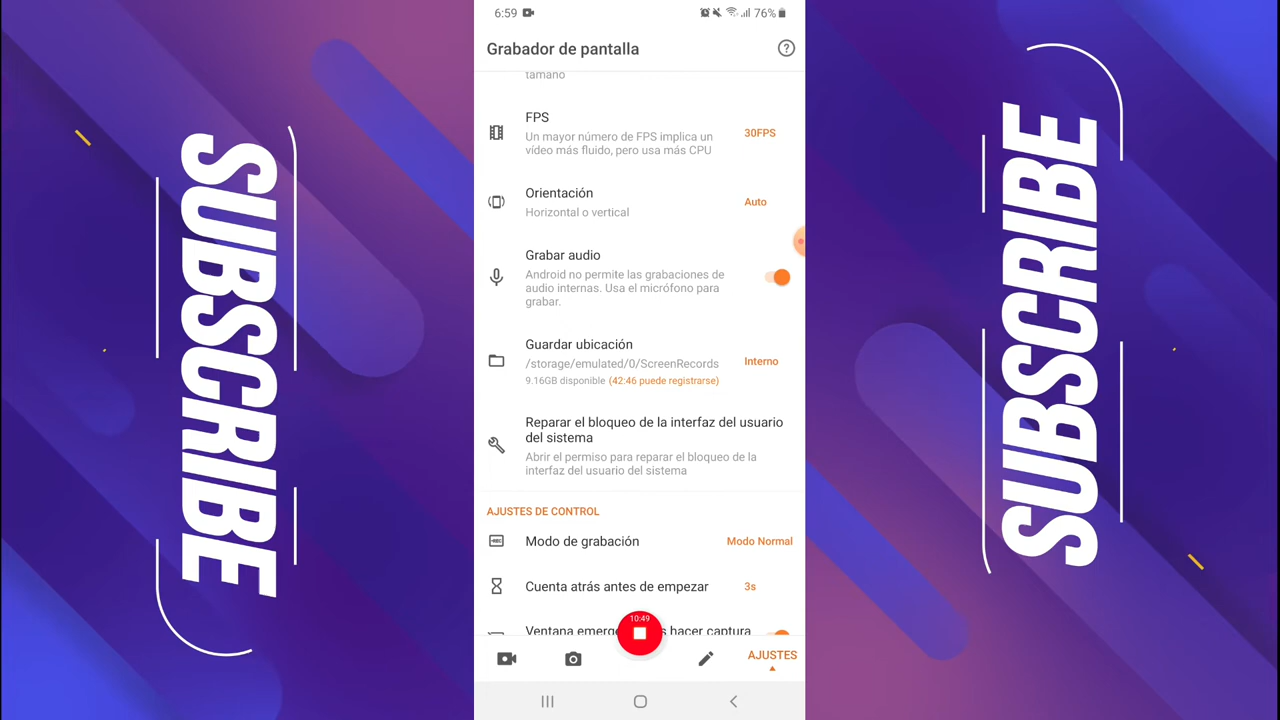 SUBSCRIBE
6:59
76%
Grabador de pantalla
tamano
FPS
Un mayor número de FPS implica un
vídeo más fluido, pero usa más CPU
30FPS
Orientación
Horizontal o vertical
Auto
Grabar audio
Android no permite las grabaciones de
audio internas. Usa el micrófono para
grabar.
Guardar ubicación
/storage/emulated/0/ScreenRecords
9.16GB disponible (42:46 puede registrarse)
Interno
Reparar el bloqueo de la interfaz del usuario
del sistema
Abrir el permiso para reparar el bloqueo de la
interfaz del usuario del sistema
AJUSTES DE CONTROL
REC
Modo de grabación
Modo Normal
Cuenta atrás antes de empezar
3s
10:49
hacer captura
AJUSTES
SUBSCRIBE